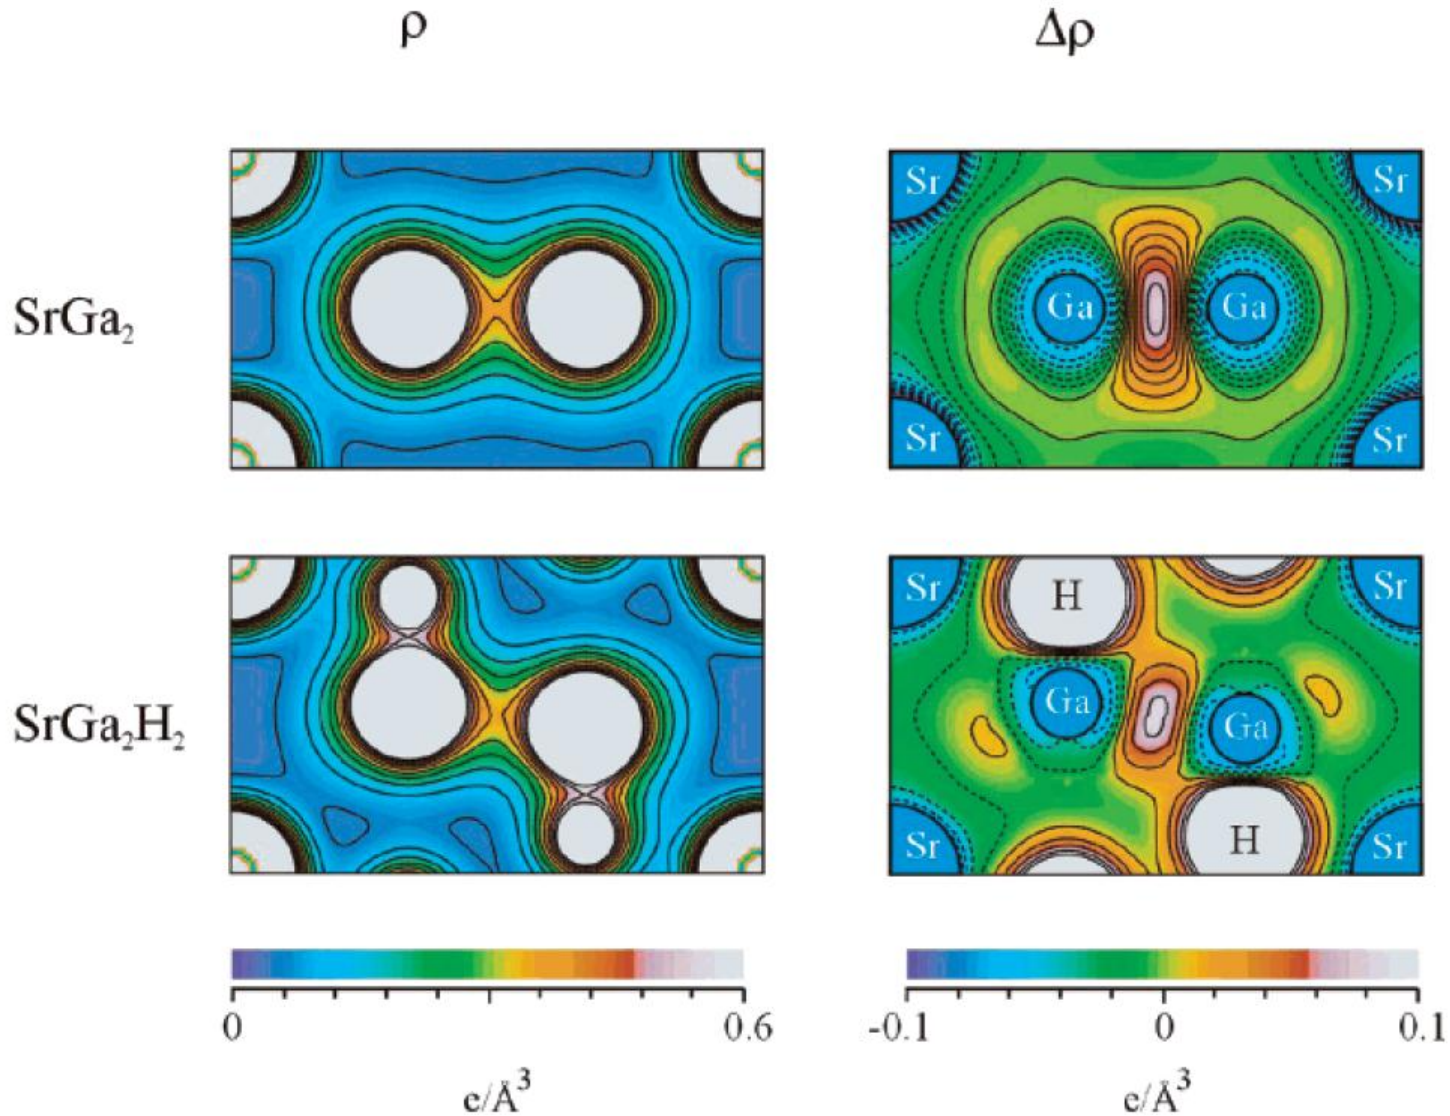 ρ Δρ
Sr Sr
SrGa₂ Ga Ga
Sr Sr
Sr H Sr
SrGa₂H₂ Ga Ga
Sr H Sr
0 0.6 -0.1 0 0.1
e/Å³ e/Å³